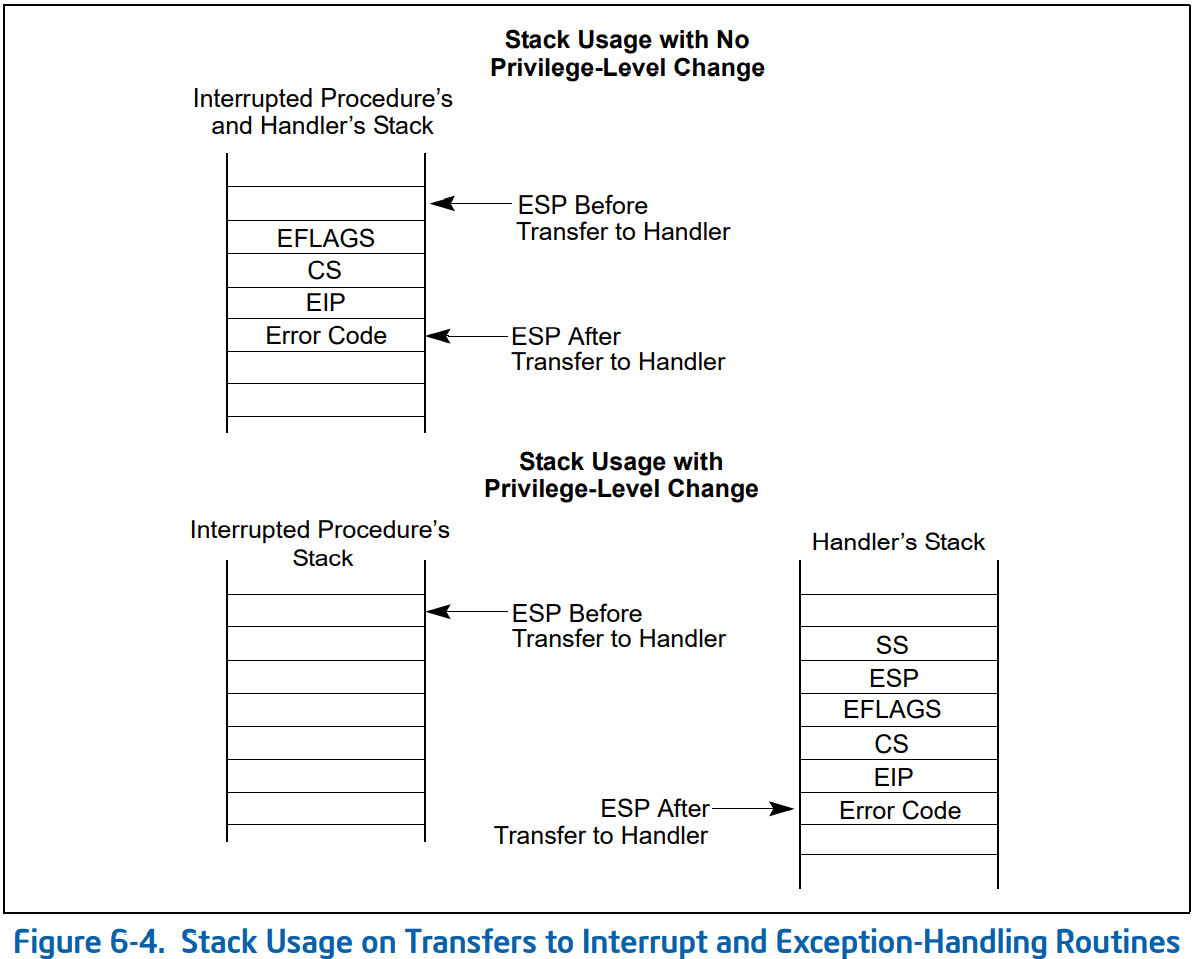 Stack Usage with No
Privilege-Level Change
Interrupted Procedure’s
and Handler’s Stack
ESP Before
Transfer to Handler
EFLAGS
CS
EIP
Error Code
ESP After
Transfer to Handler
Stack Usage with
Privilege-Level Change
Interrupted Procedure’s
Stack
Handler’s Stack
ESP Before
Transfer to Handler
SS
ESP
EFLAGS
CS
EIP
ESP After
Transfer to Handler
Error Code
Figure 6-4. Stack Usage on Transfers to Interrupt and Exception-Handling Routines